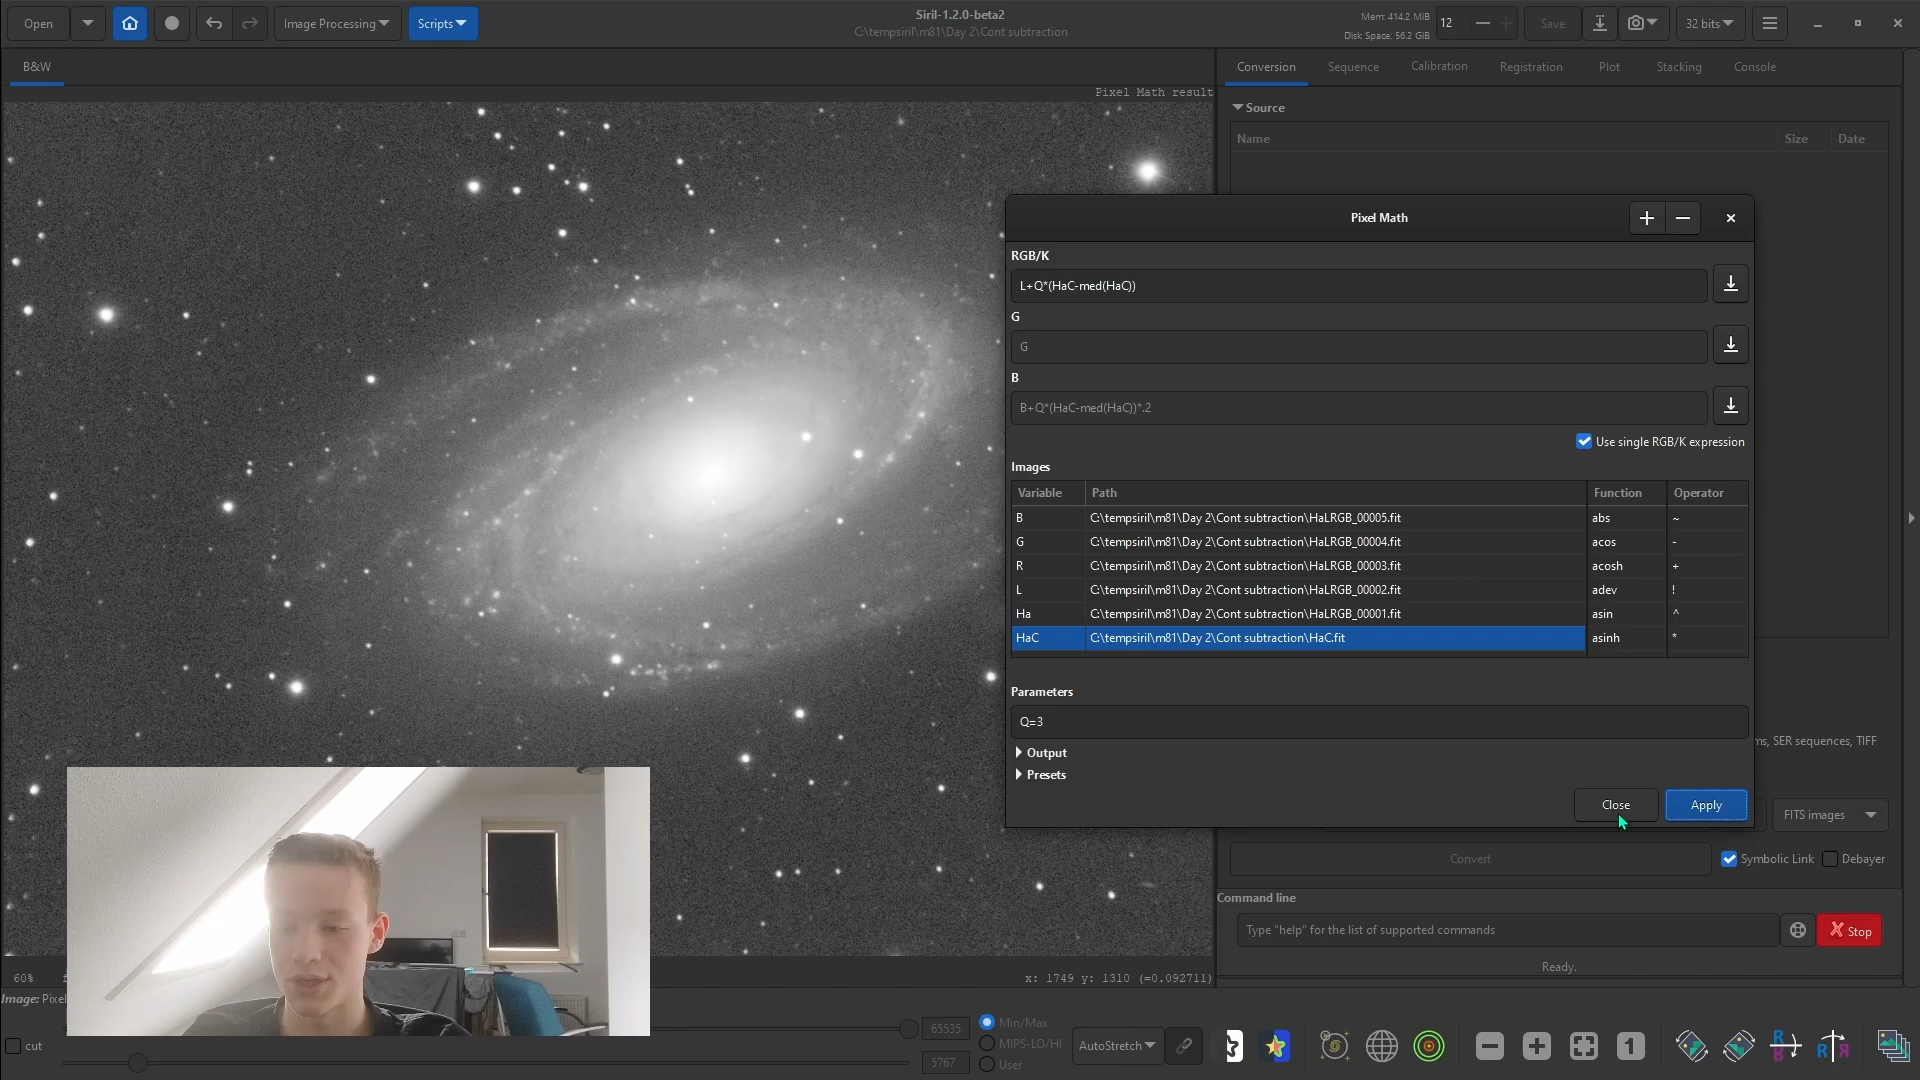 Open
Image Processing
Scripts
Siril-1.2.0-beta2
C:\tempsiril\m81\Day 2\Cont subtraction
Mem: 414.2 MiB
Disk Space: 56.2 GiB
12
Save
32 bits
B&W
Conversion
Sequence
Calibration
Registration
Plot
Stacking
Console
Pixel Math result
Source
Name
Size
Date
Pixel Math
RGB/K
L+Q*(HaC-med(HaC))
G
G
B
B+Q*(HaC-med(HaC))*.2
Use single RGB/K expression
Images
Variable Path Function Operator
B C:\tempsiril\m81\Day 2\Cont subtraction\HaLRGB_00005.fit abs ~
G C:\tempsiril\m81\Day 2\Cont subtraction\HaLRGB_00004.fit acos -
R C:\tempsiril\m81\Day 2\Cont subtraction\HaLRGB_00003.fit acosh +
L C:\tempsiril\m81\Day 2\Cont subtraction\HaLRGB_00002.fit adev !
Ha C:\tempsiril\m81\Day 2\Cont subtraction\HaLRGB_00001.fit asin ^
HaC C:\tempsiril\m81\Day 2\Cont subtraction\HaC.fit asinh *
Parameters
Q=3
Output
Presets
Close
Apply
SER sequences, TIFF
FITS images
Convert
Symbolic Link
Debayer
Command line
Type "help" for the list of supported commands
Stop
Ready.
60%
x: 1749 y: 1310 (=0.092711)
Image: Pixel
65535
Min/Max
MIPS-LO/HI
User
cut
5767
AutoStretch
1
R
B
R R